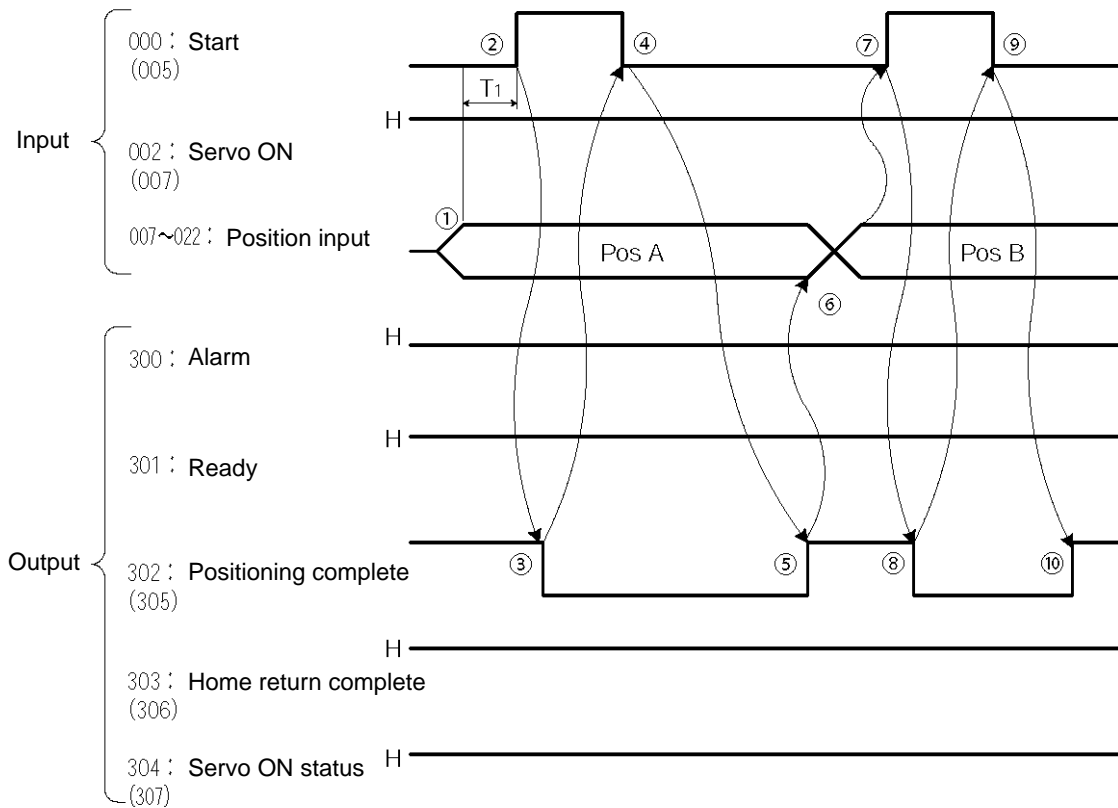 000: Start
(005)
② ④ ⑦ ⑨
T1
H
Input
002: Servo ON
(007)
①
007~022: Position input
Pos A
Pos B
⑥
H
300: Alarm
H
301: Ready
Output
③ ⑤ ⑧ ⑩
302: Positioning complete
(305)
H
303: Home return complete
(306)
H
304: Servo ON status
(307)